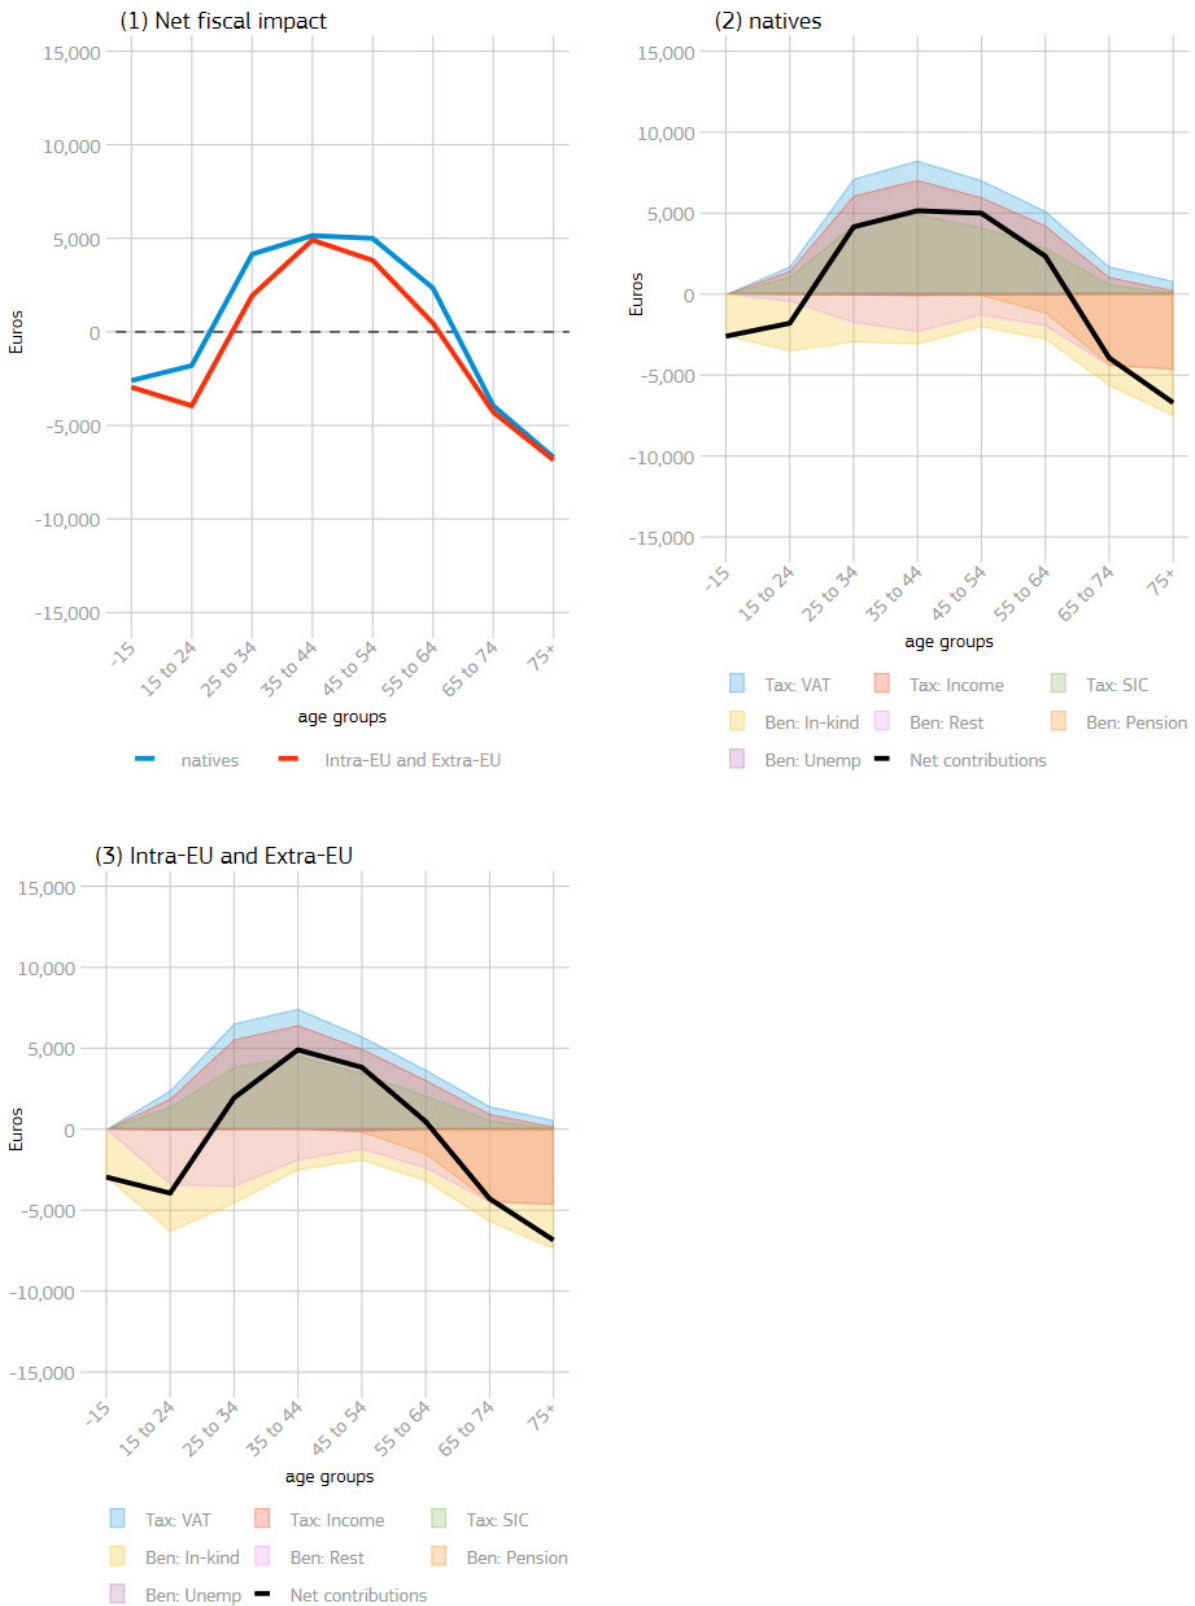 (1) Net fiscal impact
15,000
10,000
5,000
0
-5,000
-10,000
-15,000
Euros
-15
15 to 24
25 to 34
35 to 44
45 to 54
55 to 64
65 to 74
75+
age groups
natives
Intra-EU and Extra-EU
(2) natives
15,000
10,000
5,000
0
-5,000
-10,000
-15,000
Euros
-15
15 to 24
25 to 34
35 to 44
45 to 54
55 to 64
65 to 74
75+
age groups
Tax: VAT Tax: Income Tax: SIC
Ben: In-kind Ben: Rest Ben: Pension
Ben: Unemp Net contributions
(3) Intra-EU and Extra-EU
15,000
10,000
5,000
0
-5,000
-10,000
-15,000
Euros
-15
15 to 24
25 to 34
35 to 44
45 to 54
55 to 64
65 to 74
75+
age groups
Tax: VAT Tax: Income Tax: SIC
Ben: In-kind Ben: Rest Ben: Pension
Ben: Unemp Net contributions